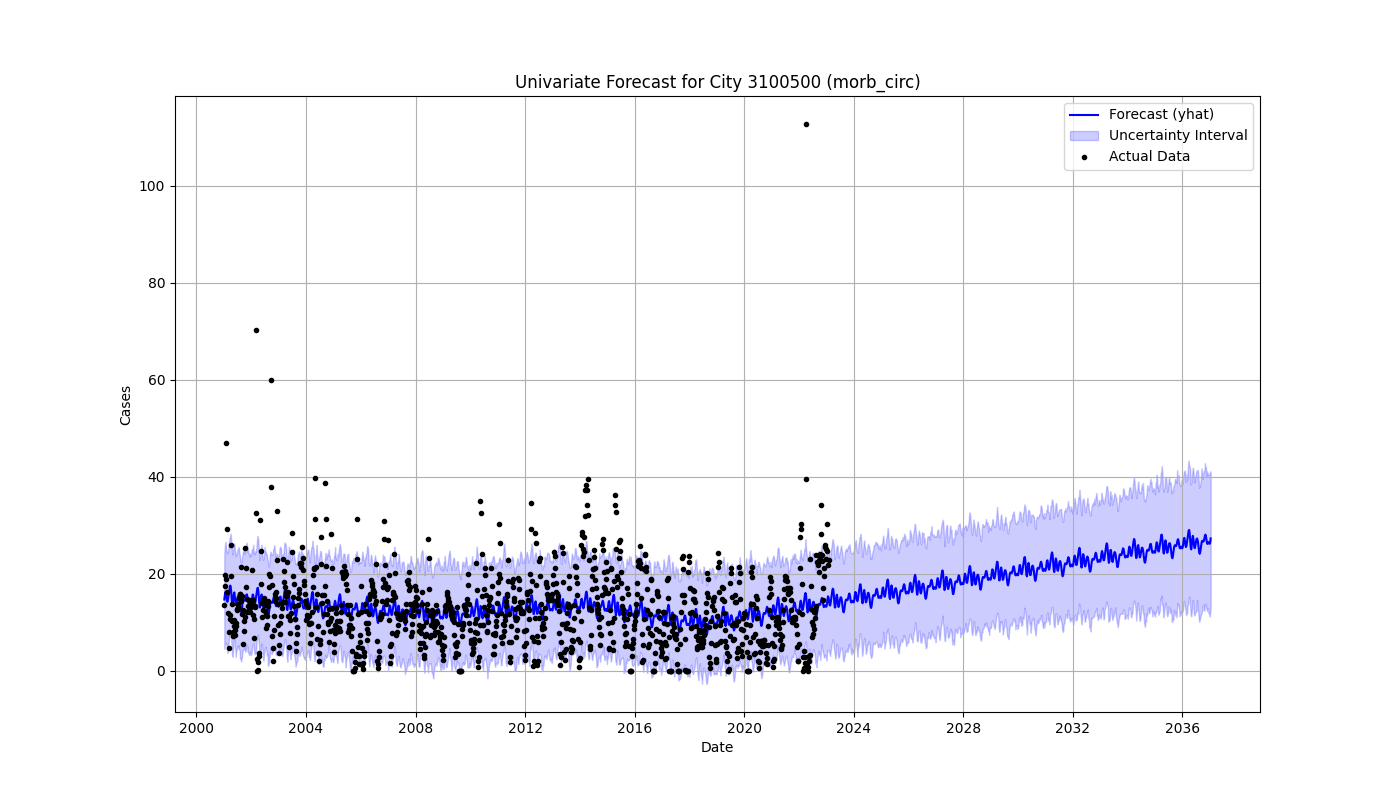 Univariate Forecast for City 3100500 (morb_circ)
Forecast (yhat)
Uncertainty Interval
Actual Data
Cases
100
80
60
40
20
0
2000 2004 2008 2012 2016 2020 2024 2028 2032 2036
Date